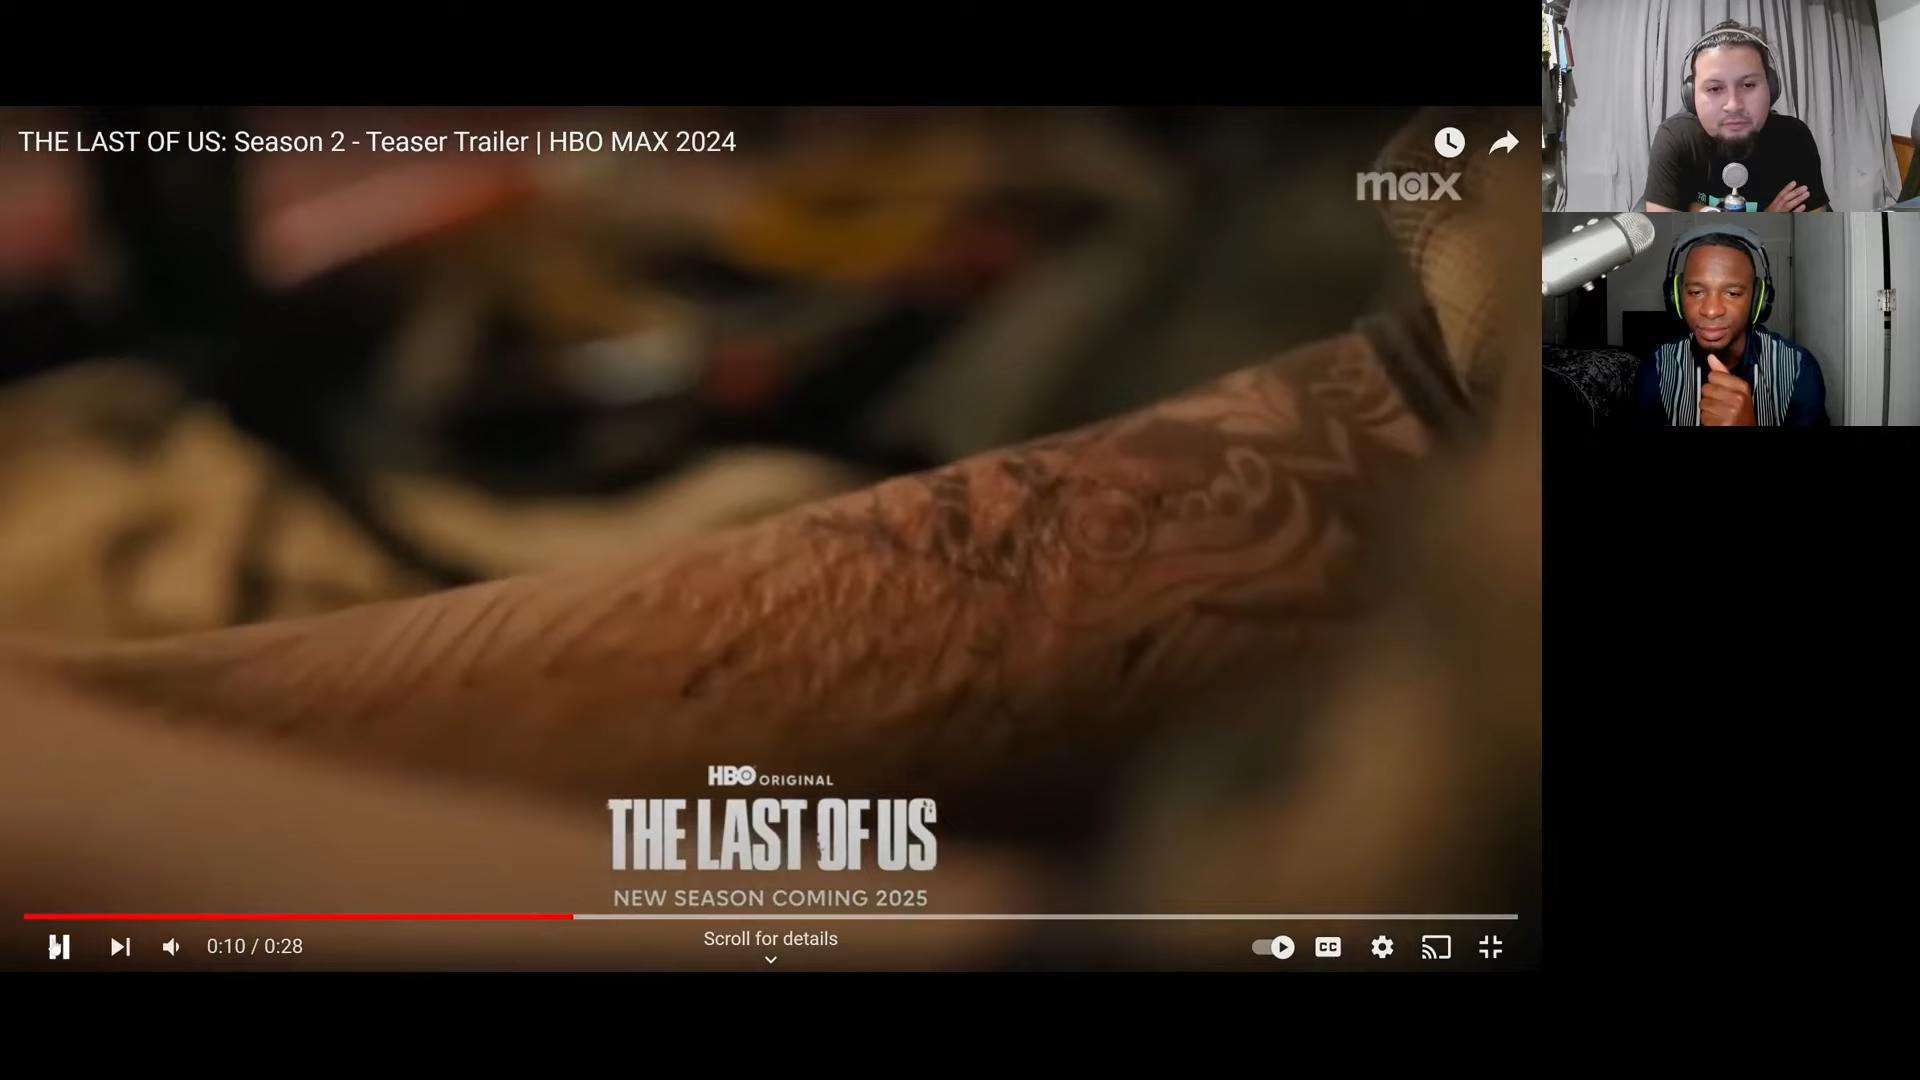 THE LAST OF US: Season 2 - Teaser Trailer | HBO MAX 2024
max
HBO ORIGINAL
THE LAST OF US
NEW SEASON COMING 2025
0:10 / 0:28
Scroll for details
CC